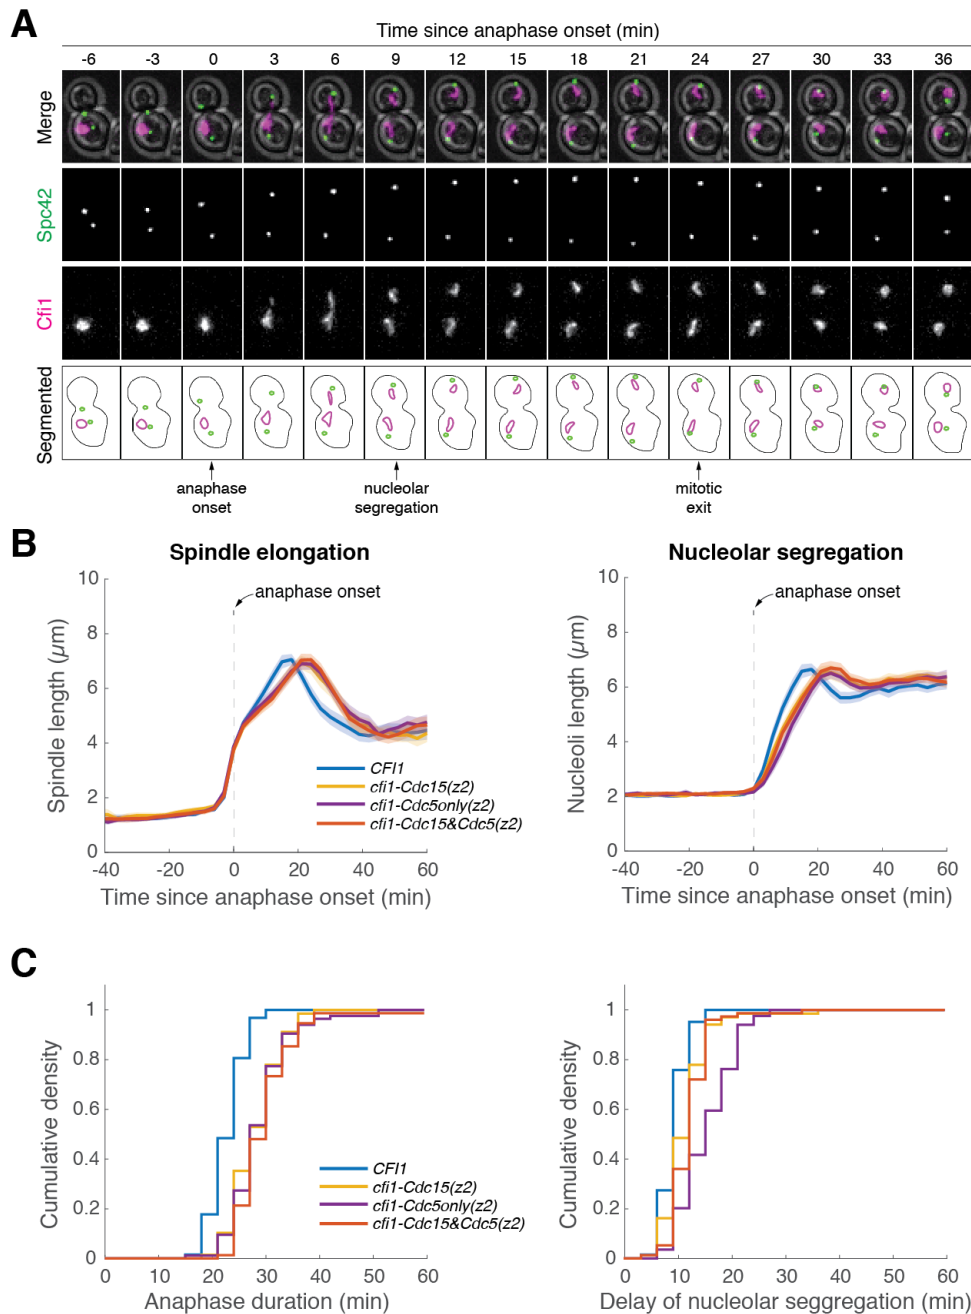 A
Time since anaphase onset (min)
-6 -3 0 3 6 9 12 15 18 21 24 27 30 33 36
Merge
Spc42
Cfi1
Segmented
anaphase onset
nucleolar segregation
mitotic exit
B
Spindle elongation
Spindle length (µm)
10
8
6
4
2
0
anaphase onset
CFI1
cfi1-Cdc15(z2)
cfi1-Cdc5only(z2)
cfi1-Cdc15&Cdc5(z2)
-40 -20 0 20 40 60
Time since anaphase onset (min)
Nucleolar segregation
Nucleoli length (µm)
10
8
6
4
2
0
anaphase onset
-40 -20 0 20 40 60
Time since anaphase onset (min)
C
Cumulative density
1
0.8
0.6
0.4
0.2
0
CFI1
cfi1-Cdc15(z2)
cfi1-Cdc5only(z2)
cfi1-Cdc15&Cdc5(z2)
0 10 20 30 40 50 60
Anaphase duration (min)
Cumulative density
1
0.8
0.6
0.4
0.2
0
0 10 20 30 40 50 60
Delay of nucleolar seggregation (min)